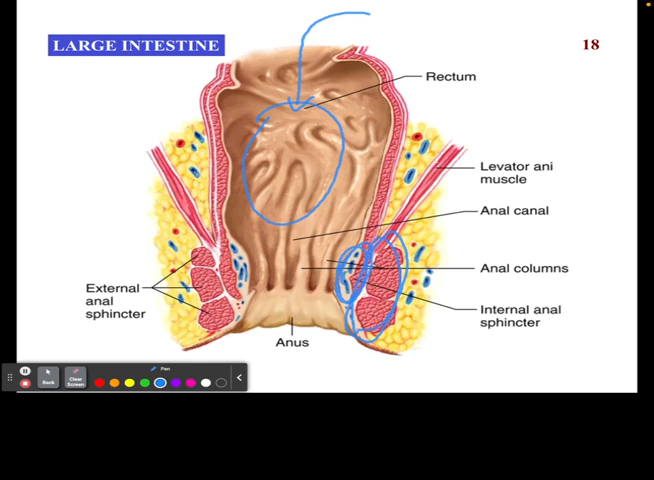 LARGE INTESTINE
18
Rectum
Levator ani
muscle
Anal canal
Anal columns
External
anal
sphincter
Internal anal
sphincter
Anus
Pen
Back
Clear
Screen